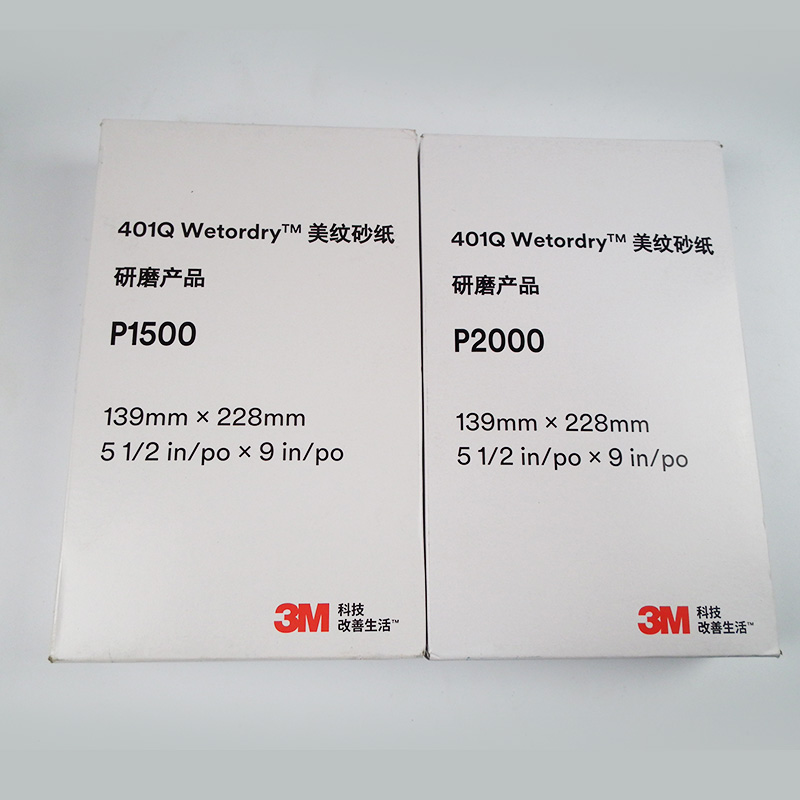 401Q Wetordry™ 美纹砂纸
研磨产品
P1500
139mm × 228mm
5 1/2 in/po × 9 in/po
3M 科技
改善生活™
401Q Wetordry™ 美纹砂纸
研磨产品
P2000
139mm × 228mm
5 1/2 in/po × 9 in/po
3M 科技
改善生活™